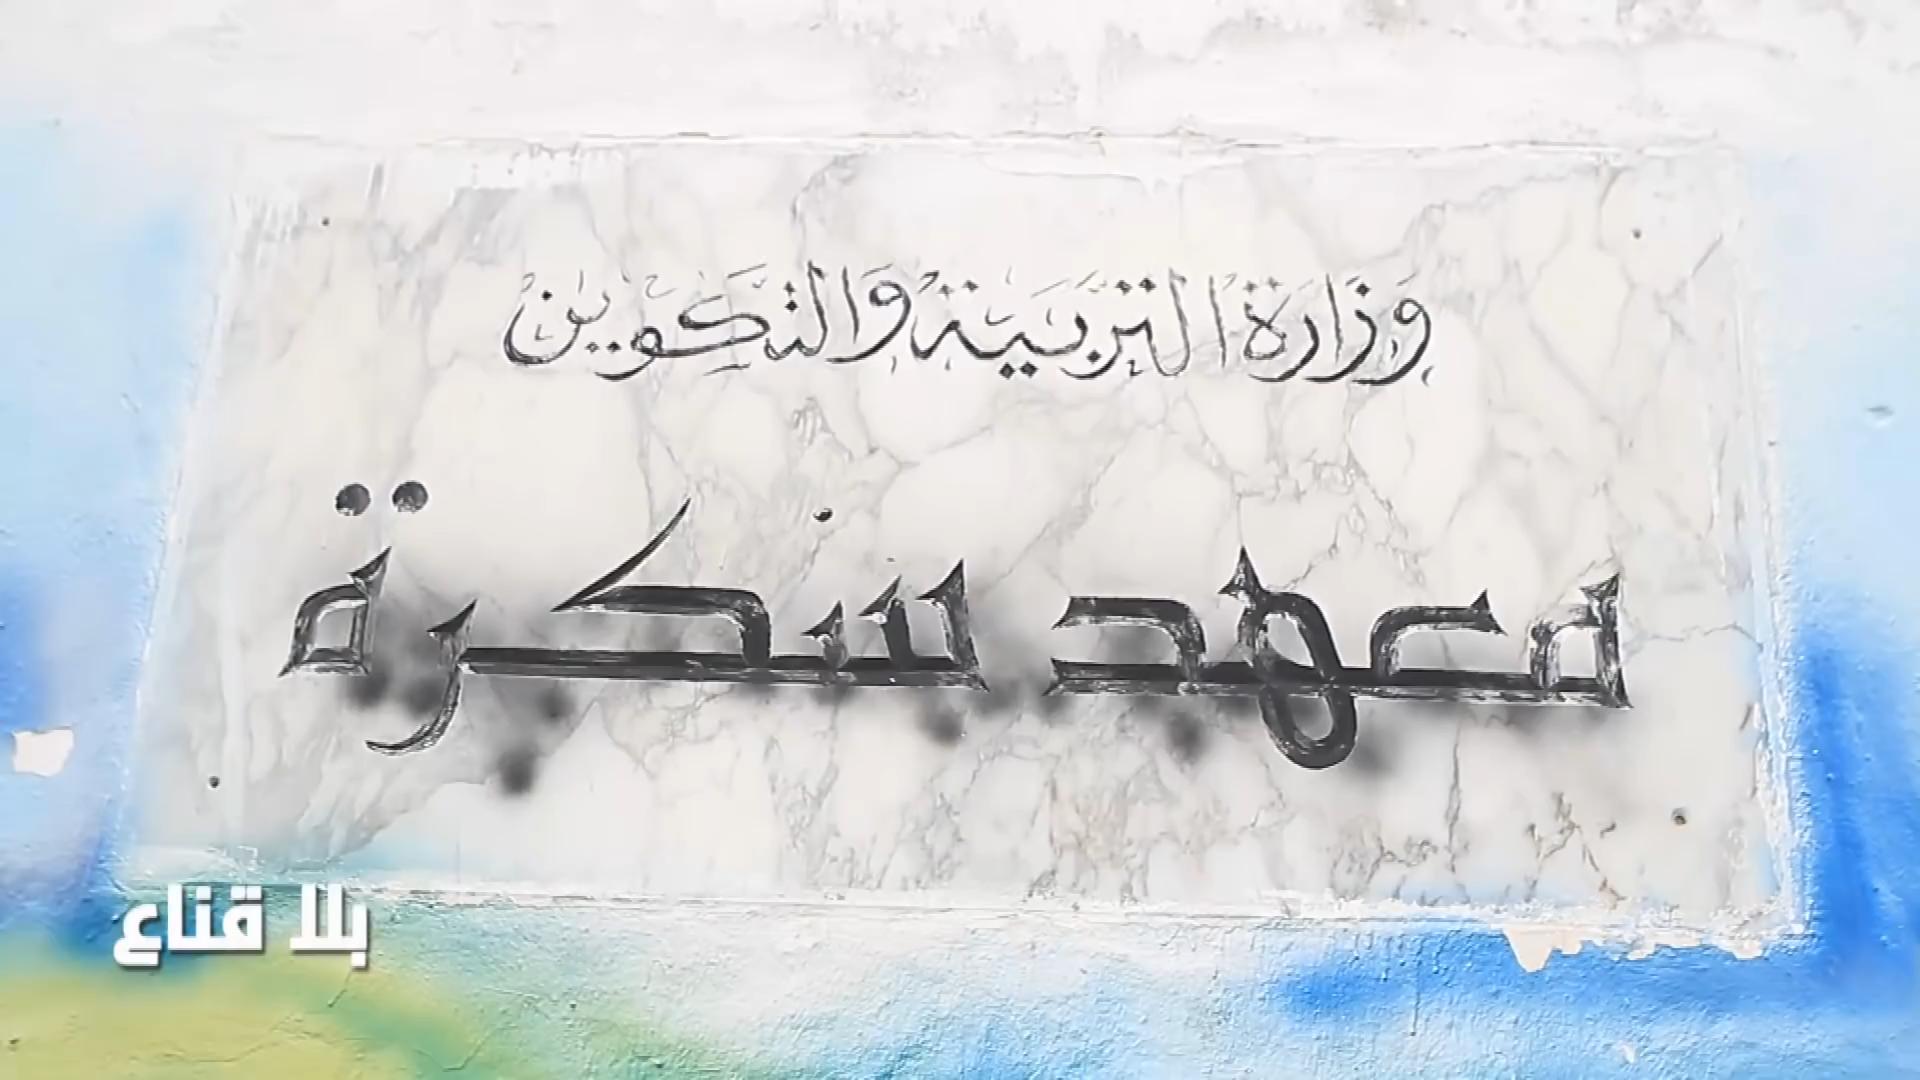 وزارة التربية والتكوين
معهد سكرة
بلا قناع